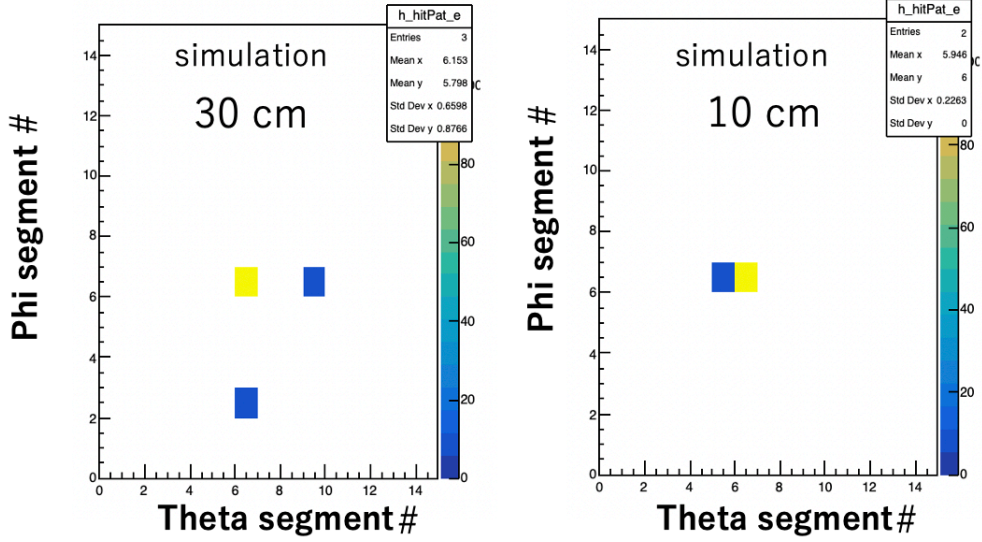 h_hitPat_e
Entries 3
Mean x 6.153
Mean y 5.798
Std Dev x 0.6598
Std Dev y 0.8766
simulation
30 cm
Phi segment #
14
12
10
8
6
4
2
0
0 2 4 6 8 10 12 14
Theta segment #
80
60
40
20
0
h_hitPat_e
Entries 2
Mean x 5.946
Mean y 6
Std Dev x 0.2263
Std Dev y 0
simulation
10 cm
Phi segment #
14
12
10
8
6
4
2
0
0 2 4 6 8 10 12 14
Theta segment #
80
60
40
20
0